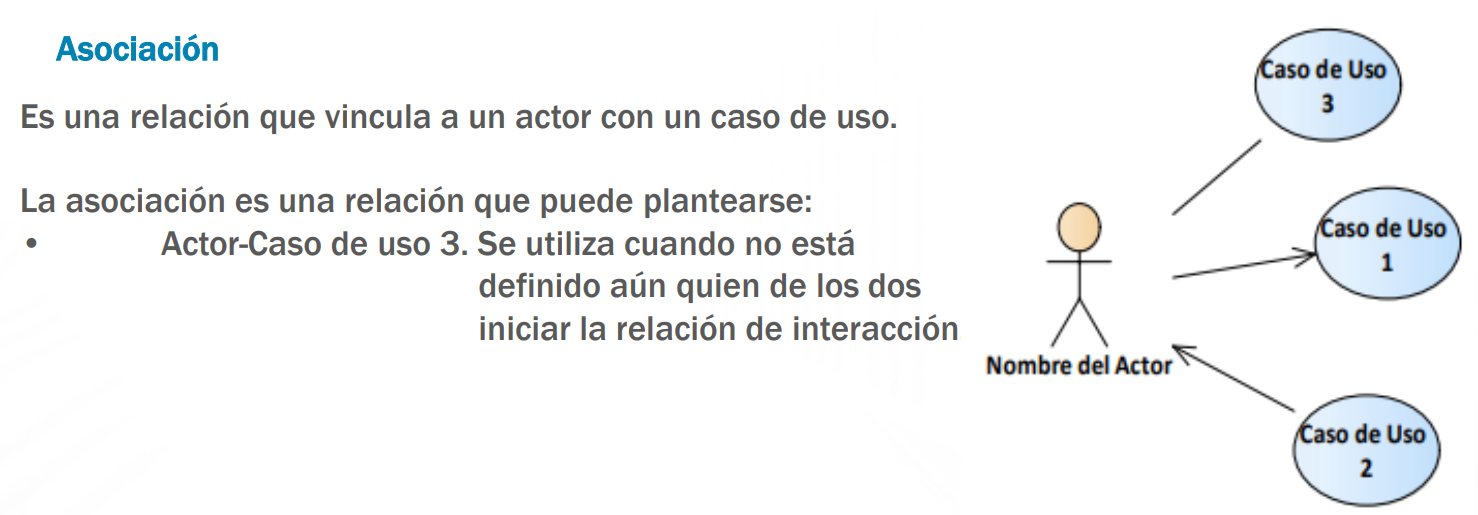 Asociación
Es una relación que vincula a un actor con un caso de uso.
La asociación es una relación que puede plantearse:
• Actor-Caso de uso 3. Se utiliza cuando no está
definido aún quien de los dos
iniciar la relación de interacción
Caso de Uso
3
Caso de Uso
1
Nombre del Actor
Caso de Uso
2